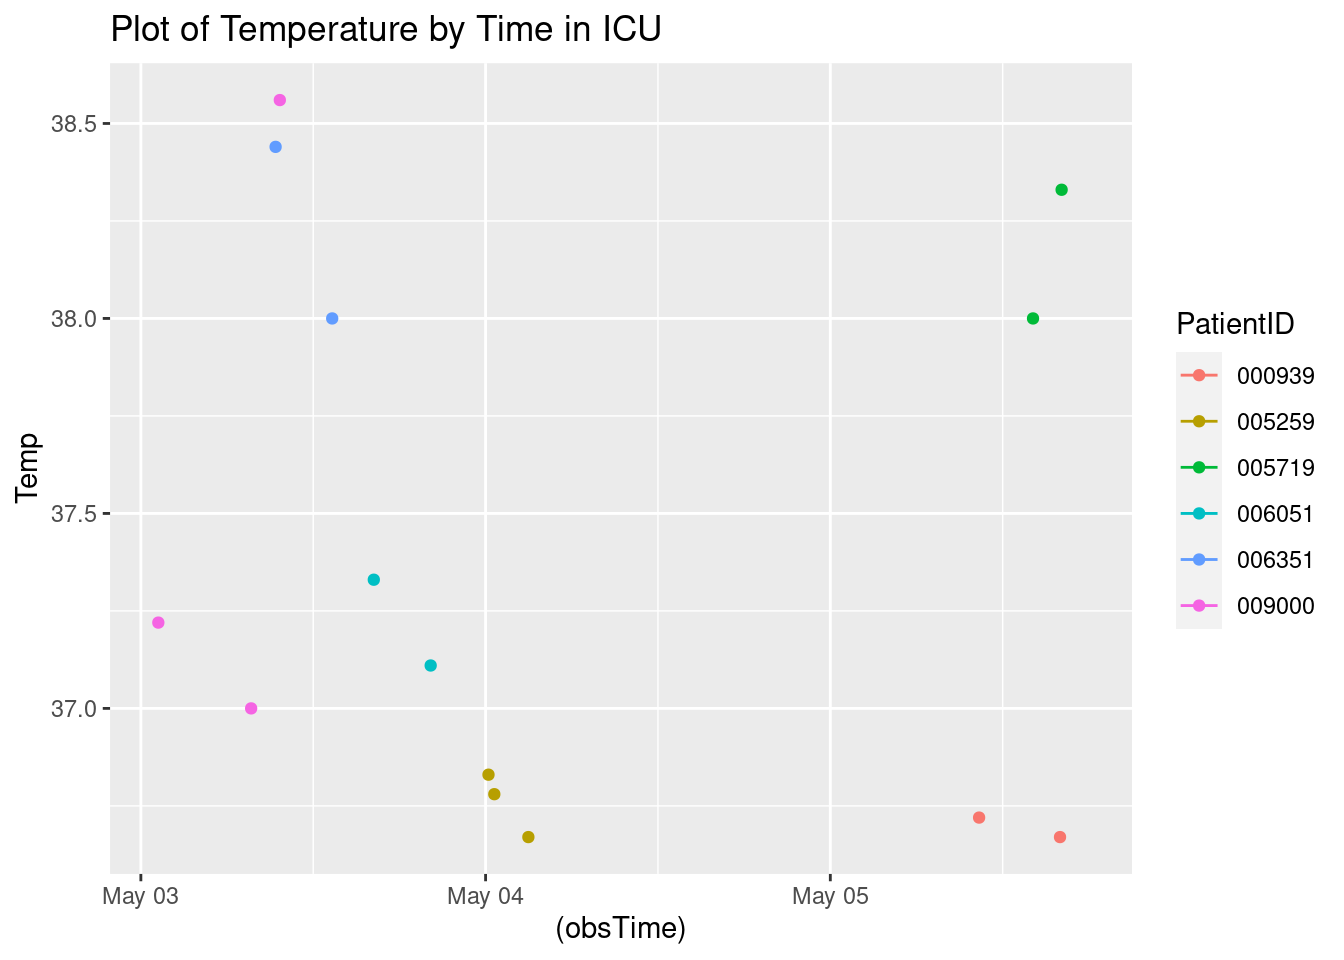 Plot of Temperature by Time in ICU
38.5
38.0
37.5
37.0
Temp
May 03
May 04
May 05
(obsTime)
PatientID
000939
005259
005719
006051
006351
009000